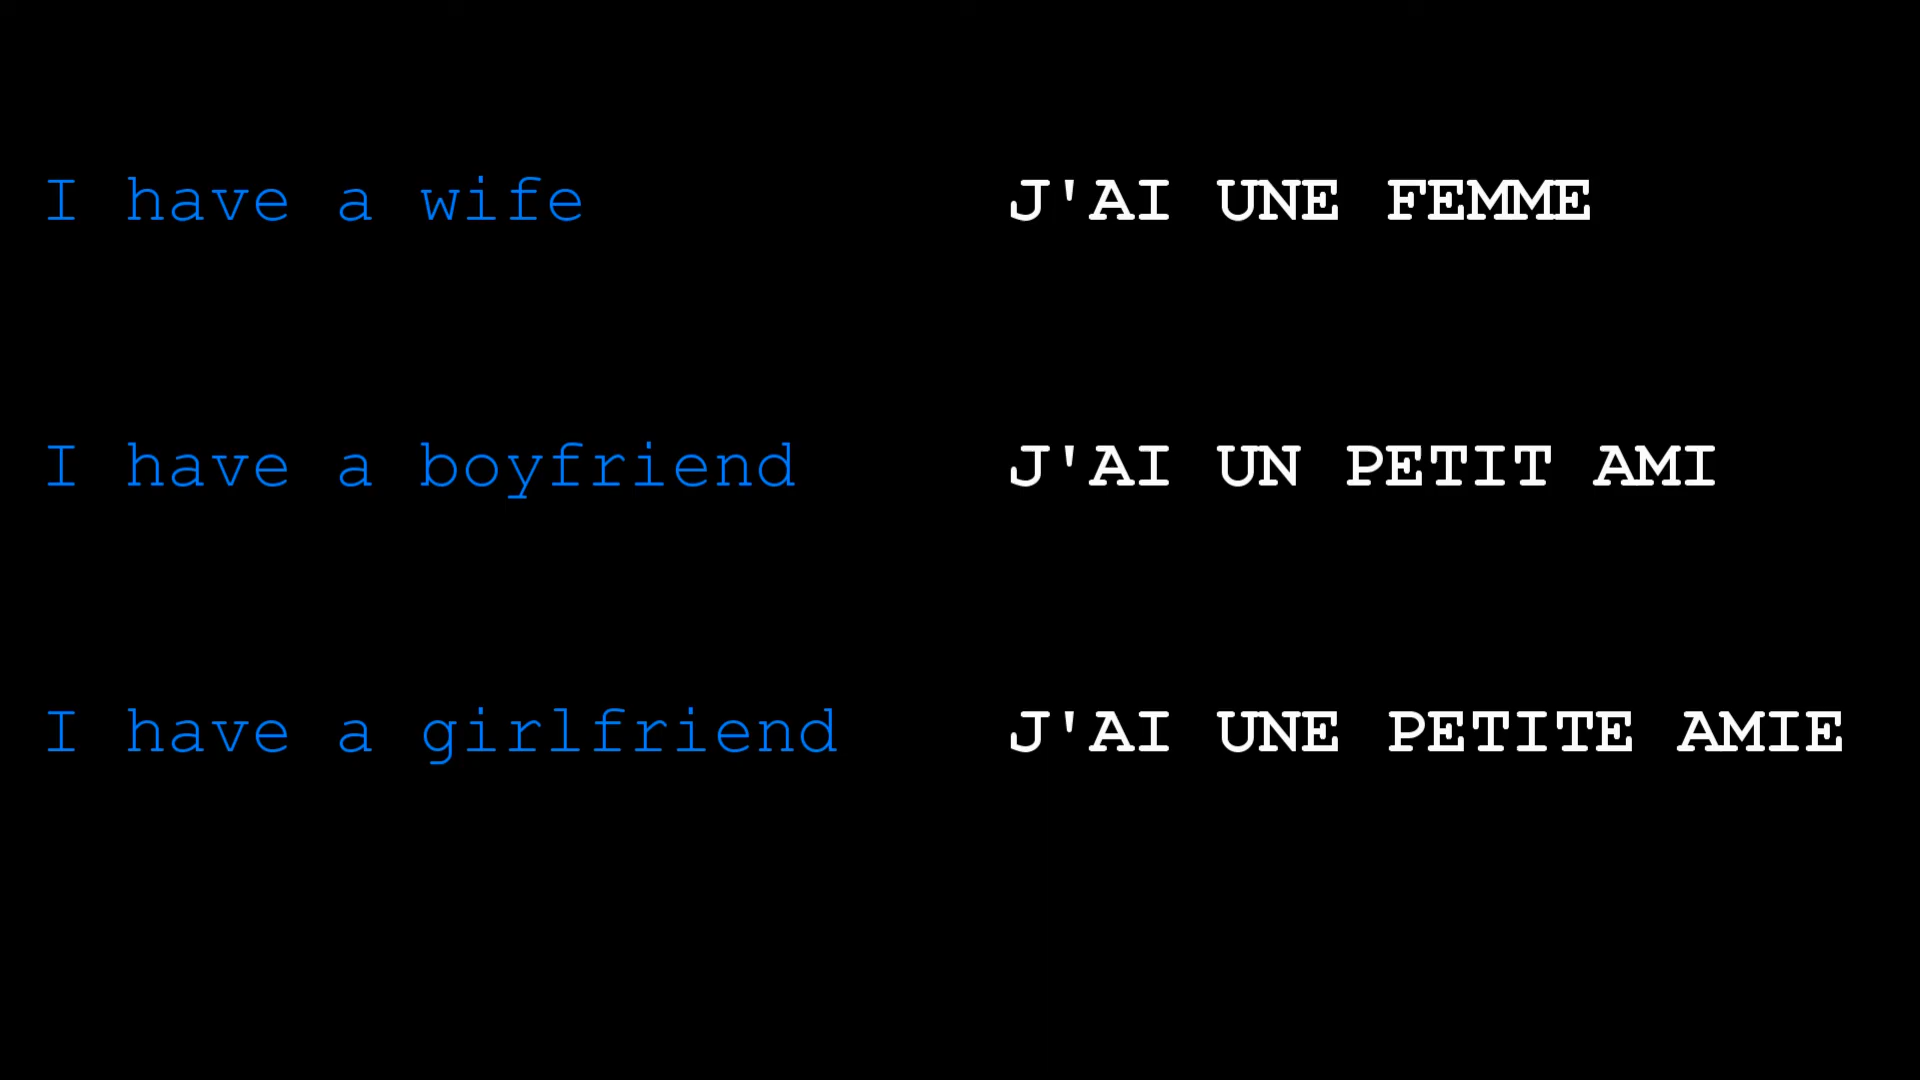 I have a wife J'AI UNE FEMME
I have a boyfriend J'AI UN PETIT AMI
I have a girlfriend J'AI UNE PETITE AMIE